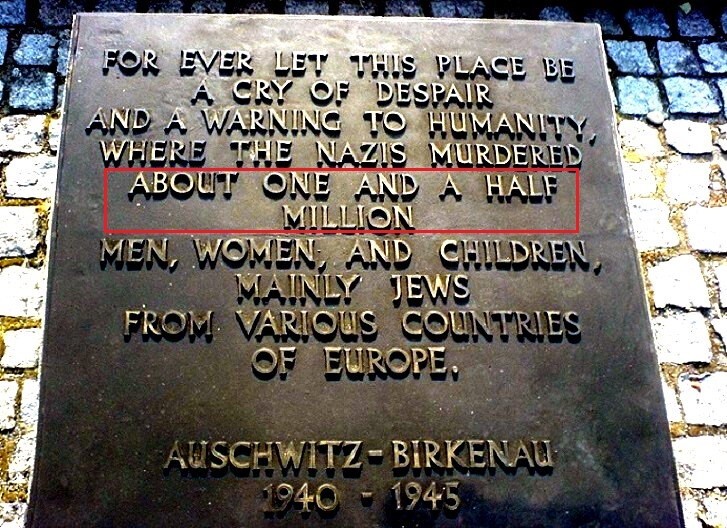 FOR EVER LET THIS PLACE BE
A CRY OF DESPAIR
AND A WARNING TO HUMANITY,
WHERE THE NAZIS MURDERED
ABOUT ONE AND A HALF
MILLION
MEN, WOMEN, AND CHILDREN,
MAINLY JEWS
FROM VARIOUS COUNTRIES
OF EUROPE.
AUSCHWITZ-BIRKENAU
1940 - 1945